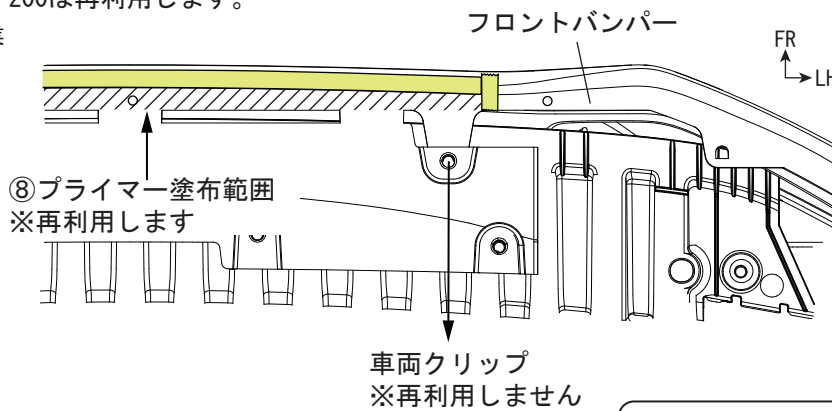 200は再利用します。
フロントバンパー
FR
LH
⑧プライマー塗布範囲
※再利用します
車両クリップ
※再利用しません